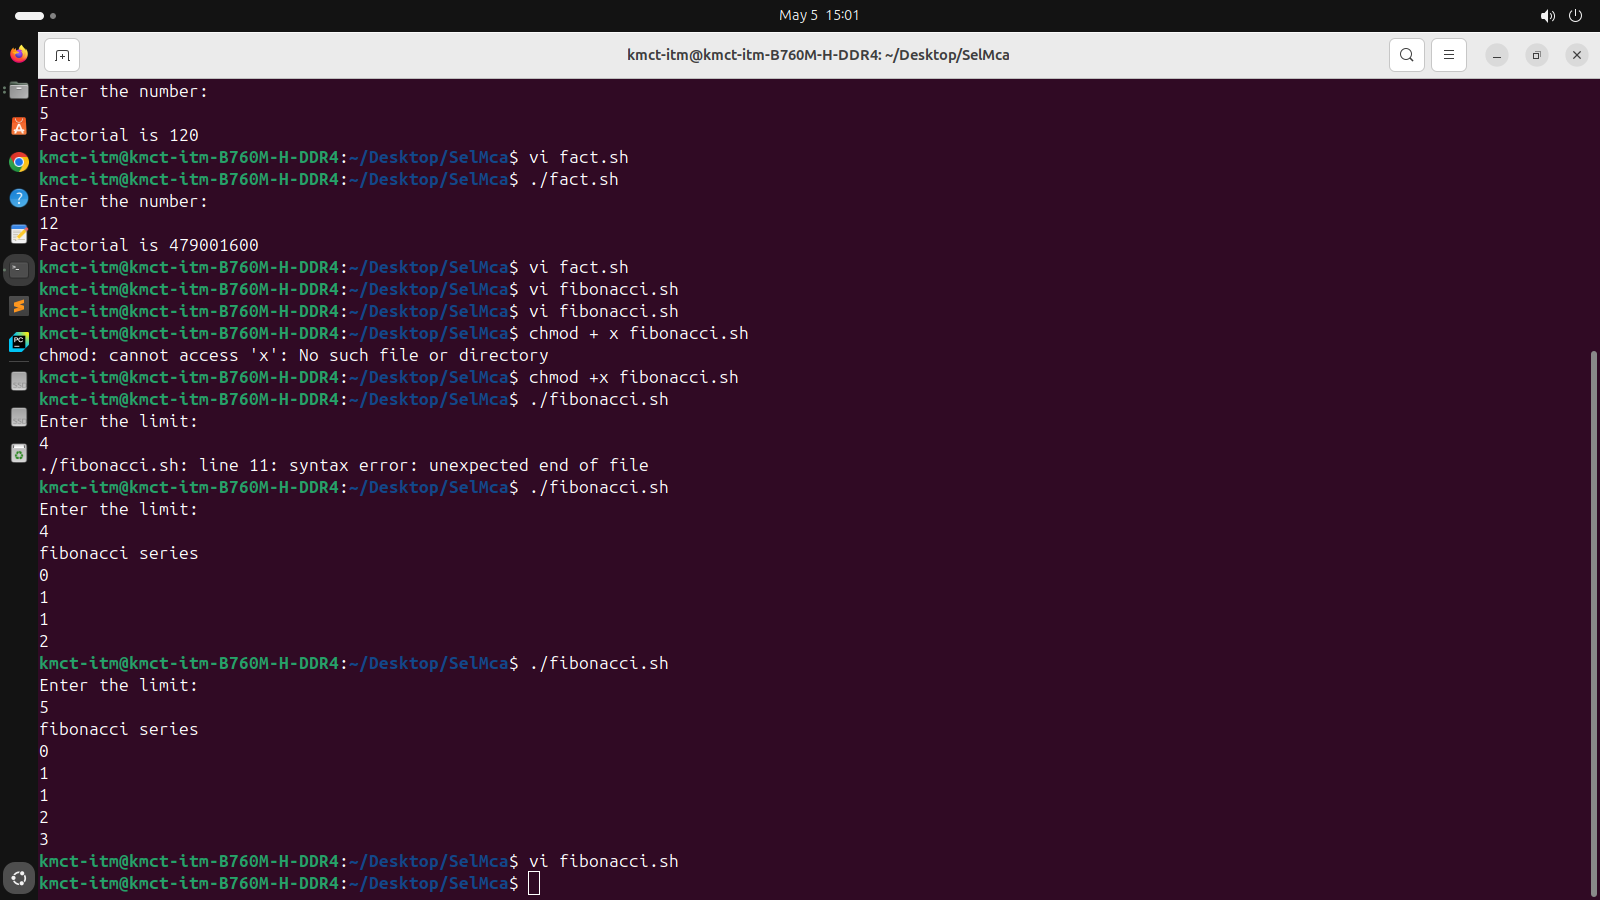 May 5 15:01
kmct-itm@kmct-itm-B760M-H-DDR4: ~/Desktop/SelMca
Enter the number:
5
Factorial is 120
kmct-itm@kmct-itm-B760M-H-DDR4:~/Desktop/SelMca$ vi fact.sh
kmct-itm@kmct-itm-B760M-H-DDR4:~/Desktop/SelMca$ ./fact.sh
Enter the number:
12
Factorial is 479001600
kmct-itm@kmct-itm-B760M-H-DDR4:~/Desktop/SelMca$ vi fact.sh
kmct-itm@kmct-itm-B760M-H-DDR4:~/Desktop/SelMca$ vi fibonacci.sh
kmct-itm@kmct-itm-B760M-H-DDR4:~/Desktop/SelMca$ vi fibonacci.sh
kmct-itm@kmct-itm-B760M-H-DDR4:~/Desktop/SelMca$ chmod + x fibonacci.sh
chmod: cannot access 'x': No such file or directory
kmct-itm@kmct-itm-B760M-H-DDR4:~/Desktop/SelMca$ chmod +x fibonacci.sh
kmct-itm@kmct-itm-B760M-H-DDR4:~/Desktop/SelMca$ ./fibonacci.sh
Enter the limit:
4
./fibonacci.sh: line 11: syntax error: unexpected end of file
kmct-itm@kmct-itm-B760M-H-DDR4:~/Desktop/SelMca$ ./fibonacci.sh
Enter the limit:
4
fibonacci series
0
1
1
2
kmct-itm@kmct-itm-B760M-H-DDR4:~/Desktop/SelMca$ ./fibonacci.sh
Enter the limit:
5
fibonacci series
0
1
1
2
3
kmct-itm@kmct-itm-B760M-H-DDR4:~/Desktop/SelMca$ vi fibonacci.sh
kmct-itm@kmct-itm-B760M-H-DDR4:~/Desktop/SelMca$